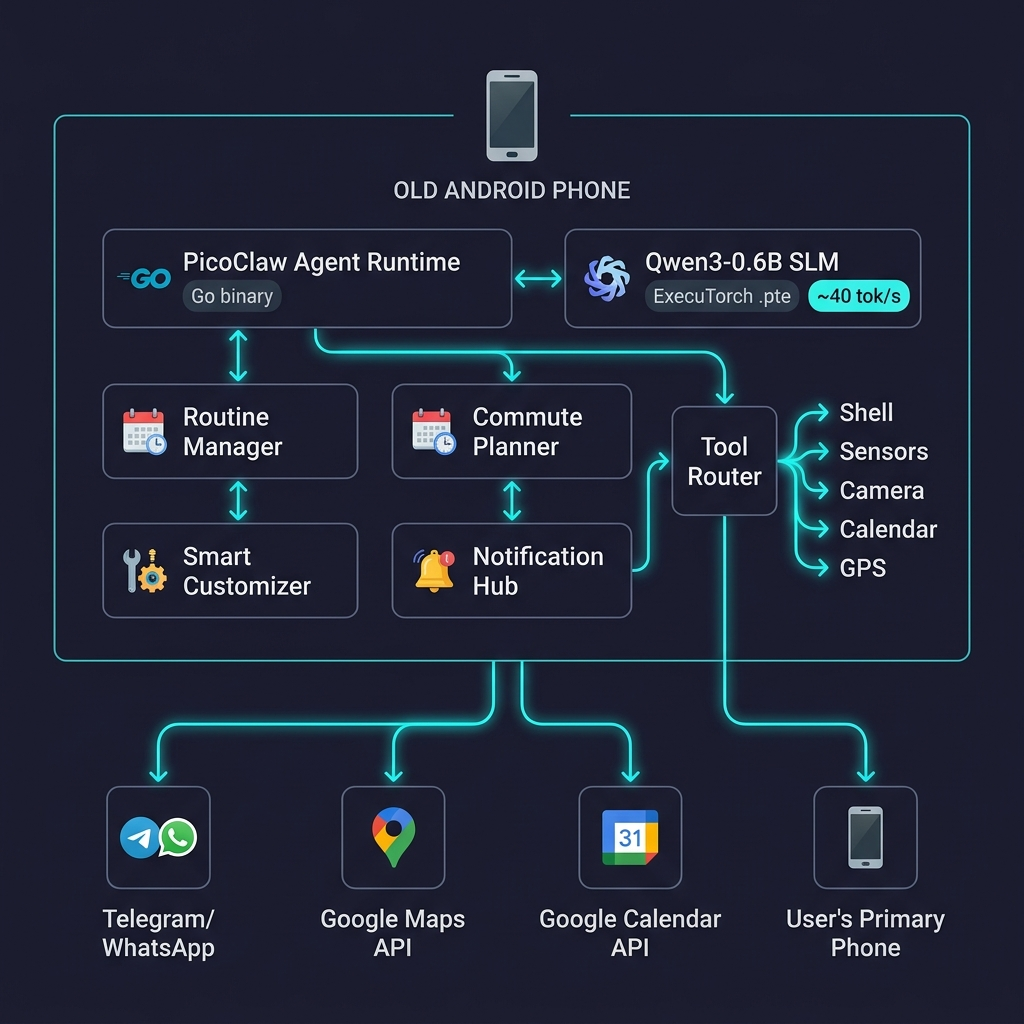 OLD ANDROID PHONE
GO
PicoClaw Agent Runtime
Go binary
Qwen3-0.6B SLM
ExecuTorch .pte
~40 tok/s
Routine
Manager
Commute
Planner
Tool
Router
Shell
Sensors
Camera
Calendar
GPS
Smart
Customizer
Notification
Hub
31
Telegram/
WhatsApp
Google Maps
API
Google Calendar
API
User's Primary
Phone